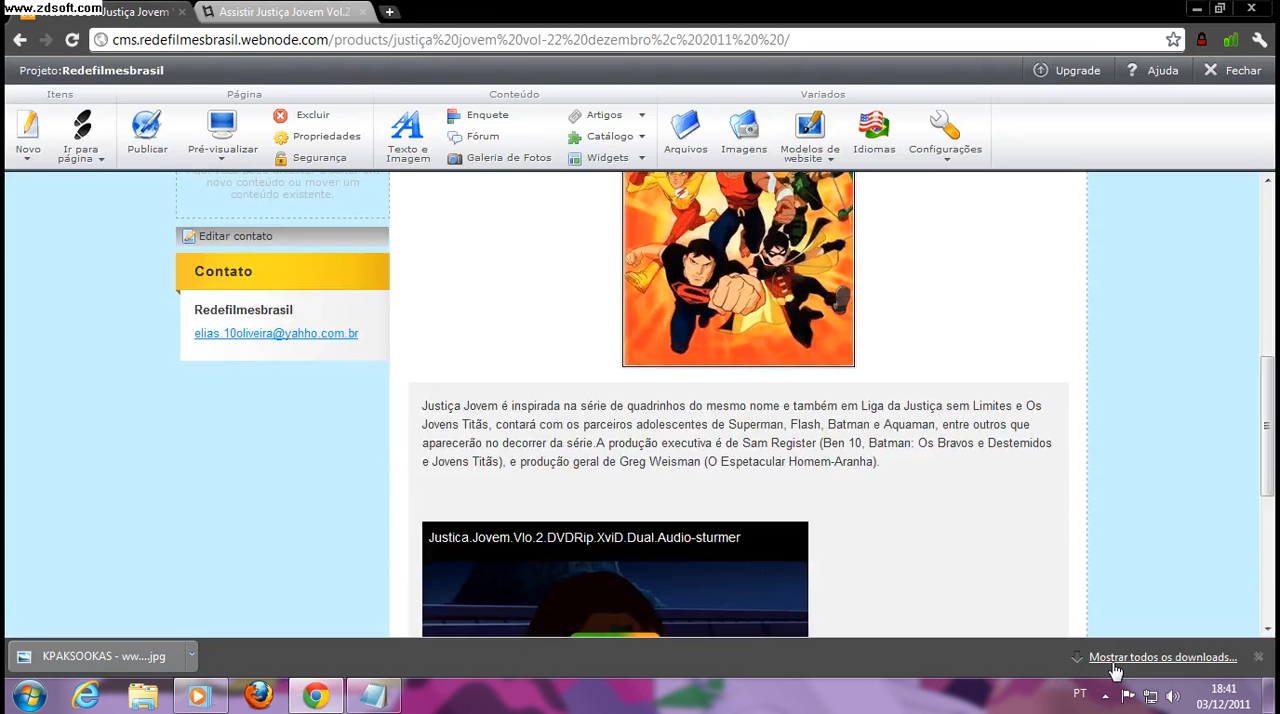 www.zdsoft.com
Justiça Jovem
Assistir Justiça Jovem Vol.2
cms.redefilmesbrasil.webnode.com/products/justiça%20jovem%20vol-22%20dezembro%2c%202011%20%20/
Projeto:Redefilmesbrasil
Upgrade
Ajuda
Fechar
Itens
Página
Conteúdo
Variados
Novo
Ir para página
Publicar
Pré-visualizar
Excluir
Propriedades
Segurança
Texto e Imagem
Enquete
Fórum
Galeria de Fotos
Artigos
Catálogo
Widgets
Arquivos
Imagens
Modelos de website
Idiomas
Configurações
novo conteúdo ou mover um
conteúdo existente.
Editar contato
Contato
Redefilmesbrasil
elias.10oliveira@yahho.com.br
Justiça Jovem é inspirada na série de quadrinhos do mesmo nome e também em Liga da Justiça sem Limites e Os
Jovens Titãs, contará com os parceiros adolescentes de Superman, Flash, Batman e Aquaman, entre outros que
aparecerão no decorrer da série.A produção executiva é de Sam Register (Ben 10, Batman: Os Bravos e Destemidos
e Jovens Titãs), e produção geral de Greg Weisman (O Espetacular Homem-Aranha).
Justica.Jovem.Vlo.2.DVDRip.XviD.Dual.Audio-sturmer
KPAKSOOKAS - ww....jpg
Mostrar todos os downloads...
PT
18:41
03/12/2011